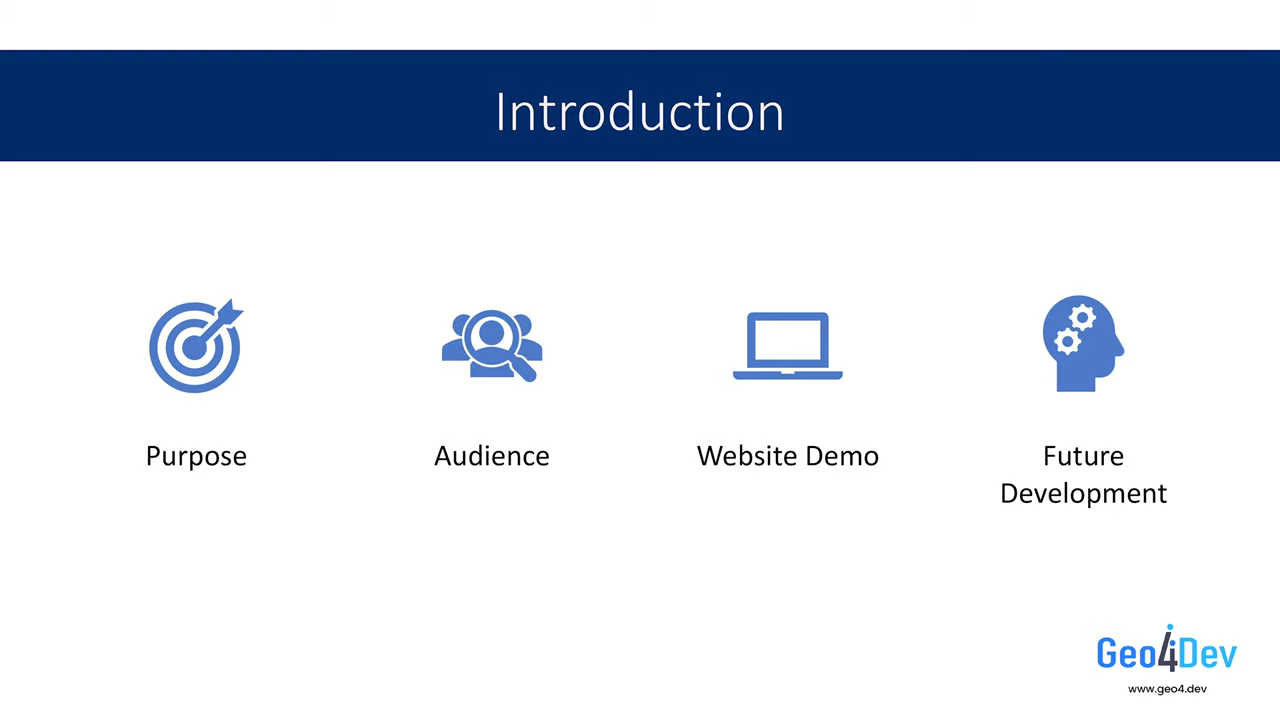 Introduction
Purpose
Audience
Website Demo
Future
Development
Geo4Dev
www.geo4.dev